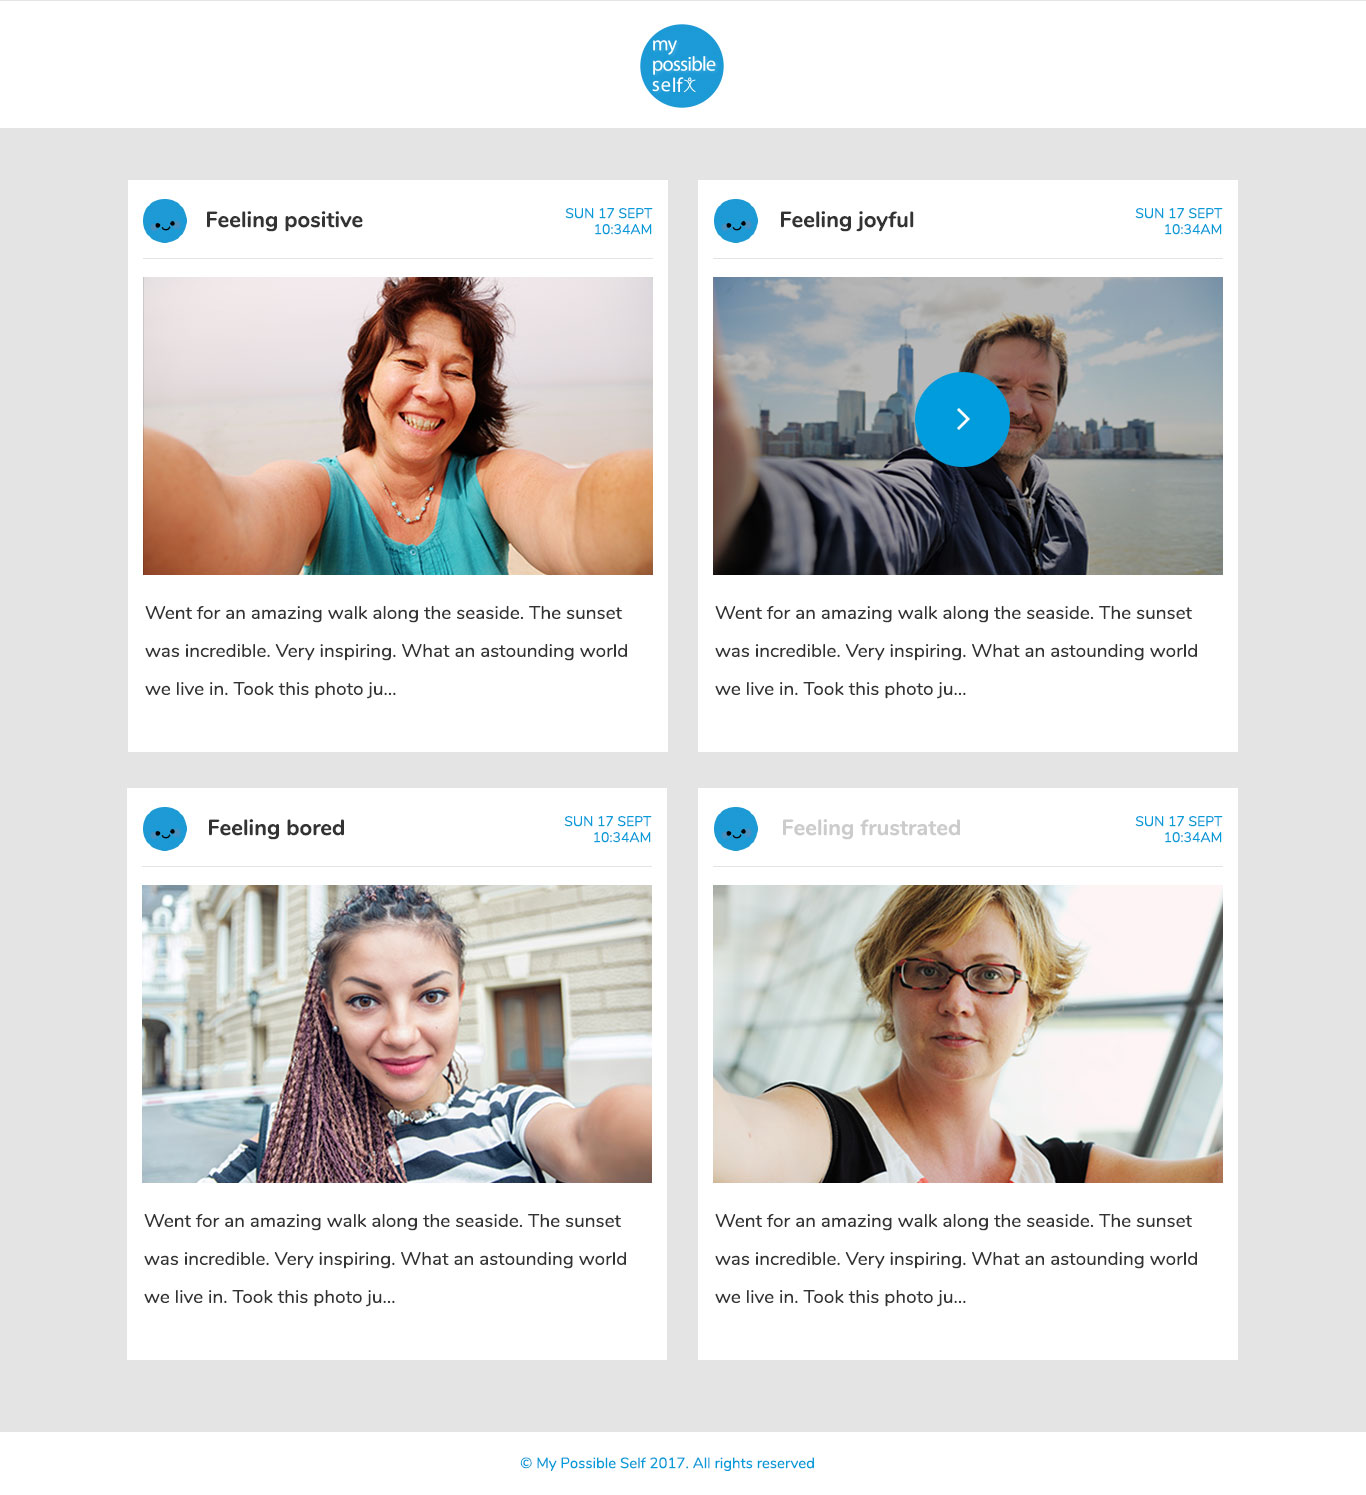 my
possible
self
Feeling positive
SUN 17 SEPT
10:34AM
Went for an amazing walk along the seaside. The sunset
was incredible. Very inspiring. What an astounding world
we live in. Took this photo ju...
Feeling joyful
SUN 17 SEPT
10:34AM
Went for an amazing walk along the seaside. The sunset
was incredible. Very inspiring. What an astounding world
we live in. Took this photo ju...
Feeling bored
SUN 17 SEPT
10:34AM
Went for an amazing walk along the seaside. The sunset
was incredible. Very inspiring. What an astounding world
we live in. Took this photo ju...
Feeling frustrated
SUN 17 SEPT
10:34AM
Went for an amazing walk along the seaside. The sunset
was incredible. Very inspiring. What an astounding world
we live in. Took this photo ju...
© My Possible Self 2017. All rights reserved